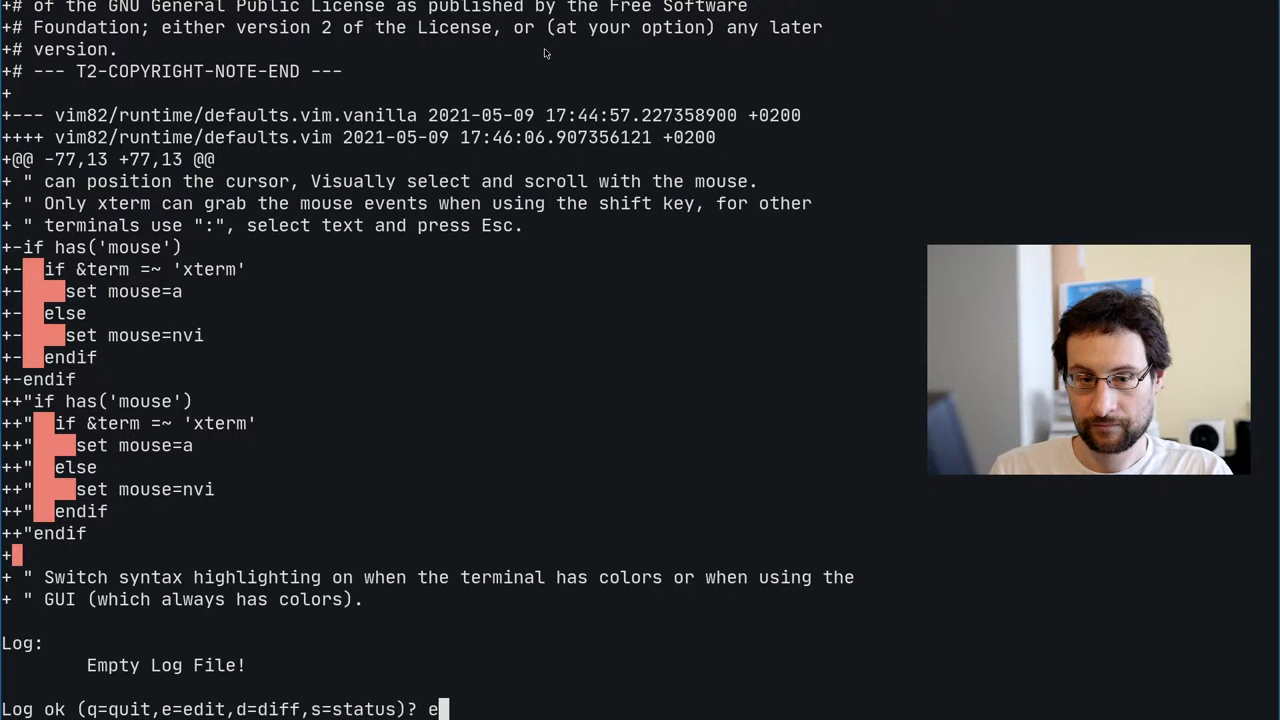 +# of the GNU General Public License as published by the Free Software
+# Foundation; either version 2 of the License, or (at your option) any later
+# version.
+# --- T2-COPYRIGHT-NOTE-END ---
+
+--- vim82/runtime/defaults.vim.vanilla 2021-05-09 17:44:57.227358900 +0200
++++ vim82/runtime/defaults.vim 2021-05-09 17:46:06.907356121 +0200
+@@ -77,13 +77,13 @@
+ " can position the cursor, Visually select and scroll with the mouse.
+ " Only xterm can grab the mouse events when using the shift key, for other
+ " terminals use ":", select text and press Esc.
+-if has('mouse')
+-  if &term =~ 'xterm'
+-    set mouse=a
+-  else
+-    set mouse=nvi
+-  endif
+-endif
++"if has('mouse')
++"  if &term =~ 'xterm'
++"    set mouse=a
++"  else
++"    set mouse=nvi
++"  endif
++"endif
+
+ " Switch syntax highlighting on when the terminal has colors or when using the
+ " GUI (which always has colors).
Log:
        Empty Log File!
Log ok (q=quit,e=edit,d=diff,s=status)? e